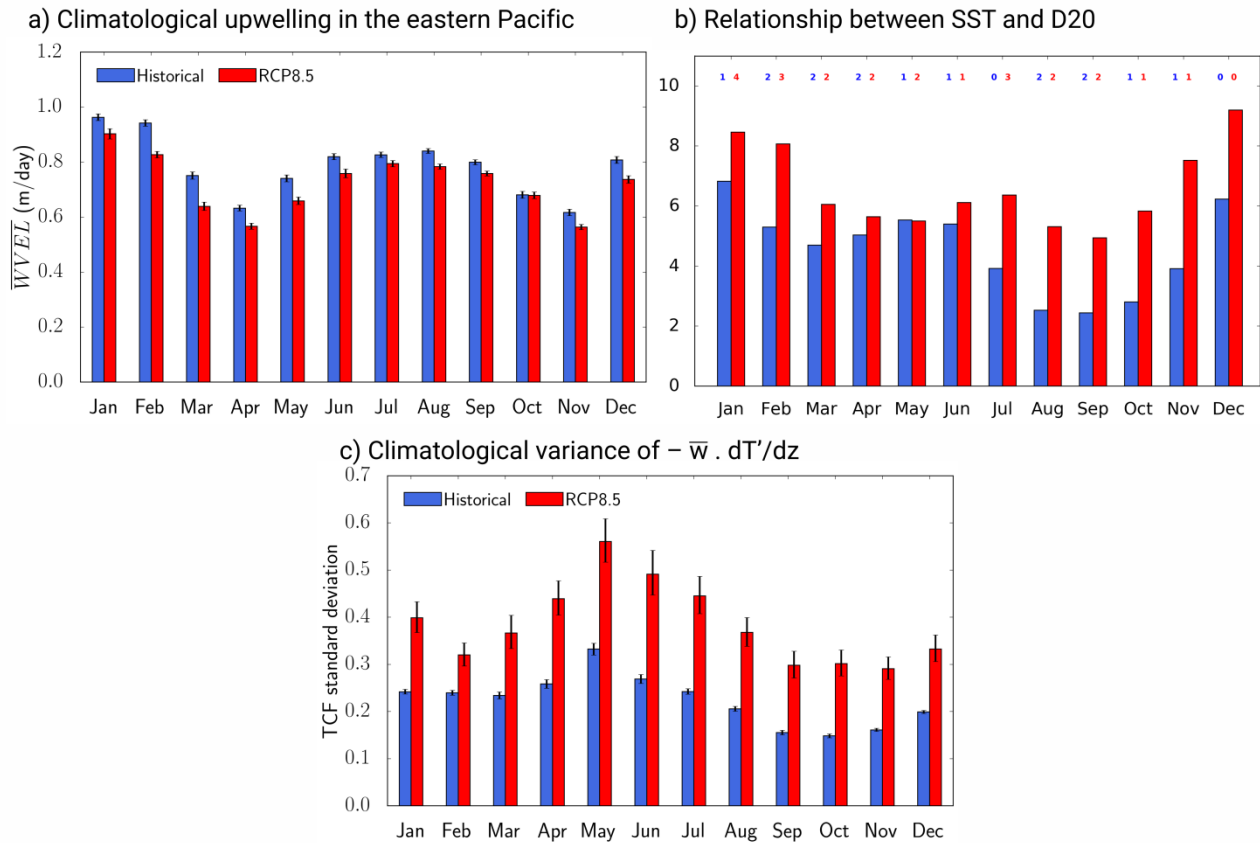 a) Climatological upwelling in the eastern Pacific
1.2
1.0
0.8
0.6
0.4
0.2
0.0
WVEL (m/day)
Historical RCP8.5
Jan Feb Mar Apr May Jun Jul Aug Sep Oct Nov Dec
b) Relationship between SST and D20
1 4 2 3 2 2 2 2 1 2 1 1 0 3 2 2 2 2 1 1 1 1 0 0
10
8
6
4
2
0
Jan Feb Mar Apr May Jun Jul Aug Sep Oct Nov Dec
c) Climatological variance of – w̅ . dT’/dz
0.7
0.6
0.5
0.4
0.3
0.2
0.1
0.0
TCF standard deviation
Historical RCP8.5
Jan Feb Mar Apr May Jun Jul Aug Sep Oct Nov Dec